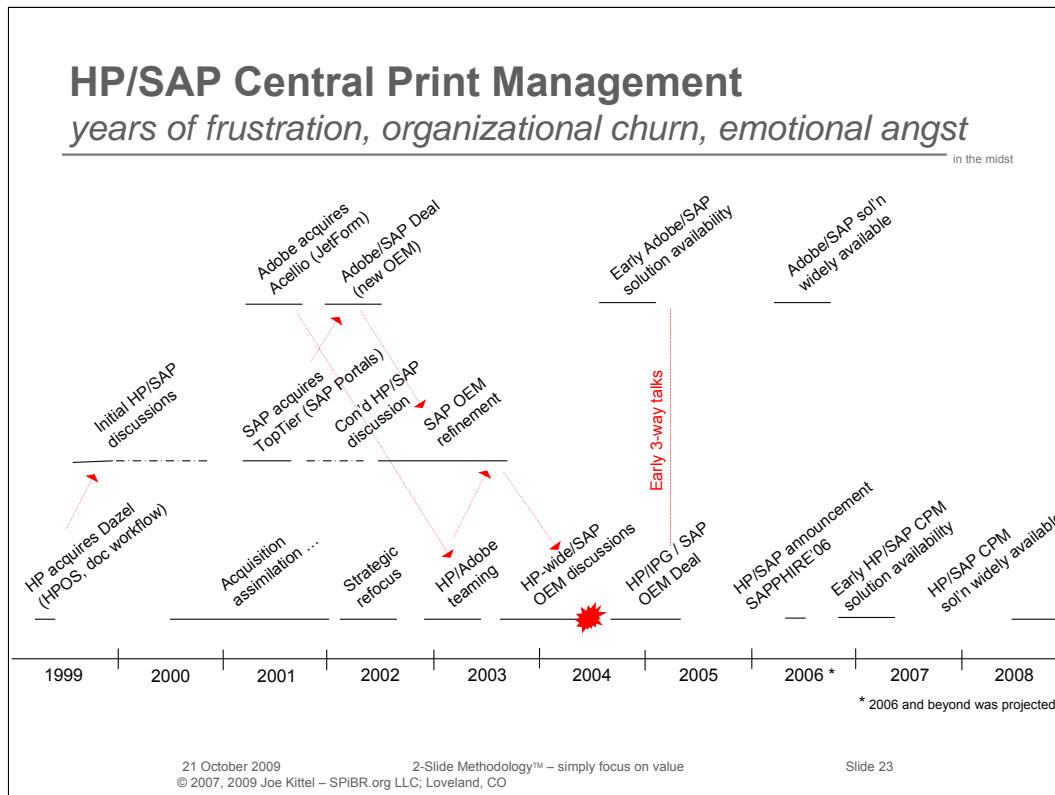 HP/SAP Central Print Management
years of frustration, organizational churn, emotional angst
in the midst
Adobe acquires
Acellio (JetForm)
Adobe/SAP Deal
(new OEM)
Early Adobe/SAP
solution availability
Adobe/SAP sol'n
widely available
Initial HP/SAP
discussions
SAP acquires
TopTier (SAP Portals)
Con'd HP/SAP
discussion
SAP OEM
refinement
Early 3-way talks
HP acquires Dazel
(HPOS, doc workflow)
Acquisition
assimilation …
Strategic
refocus
HP/Adobe
teaming
HP-wide/SAP
OEM discussions
HP/IPG / SAP
OEM Deal
HP/SAP announcement
SAPPHIRE'06
Early HP/SAP CPM
solution availability
HP/SAP CPM
sol'n widely available
1999 2000 2001 2002 2003 2004 2005 2006 * 2007 2008
* 2006 and beyond was projected
21 October 2009 2-Slide Methodology™ – simply focus on value Slide 23
© 2007, 2009 Joe Kittel – SPiBR.org LLC; Loveland, CO